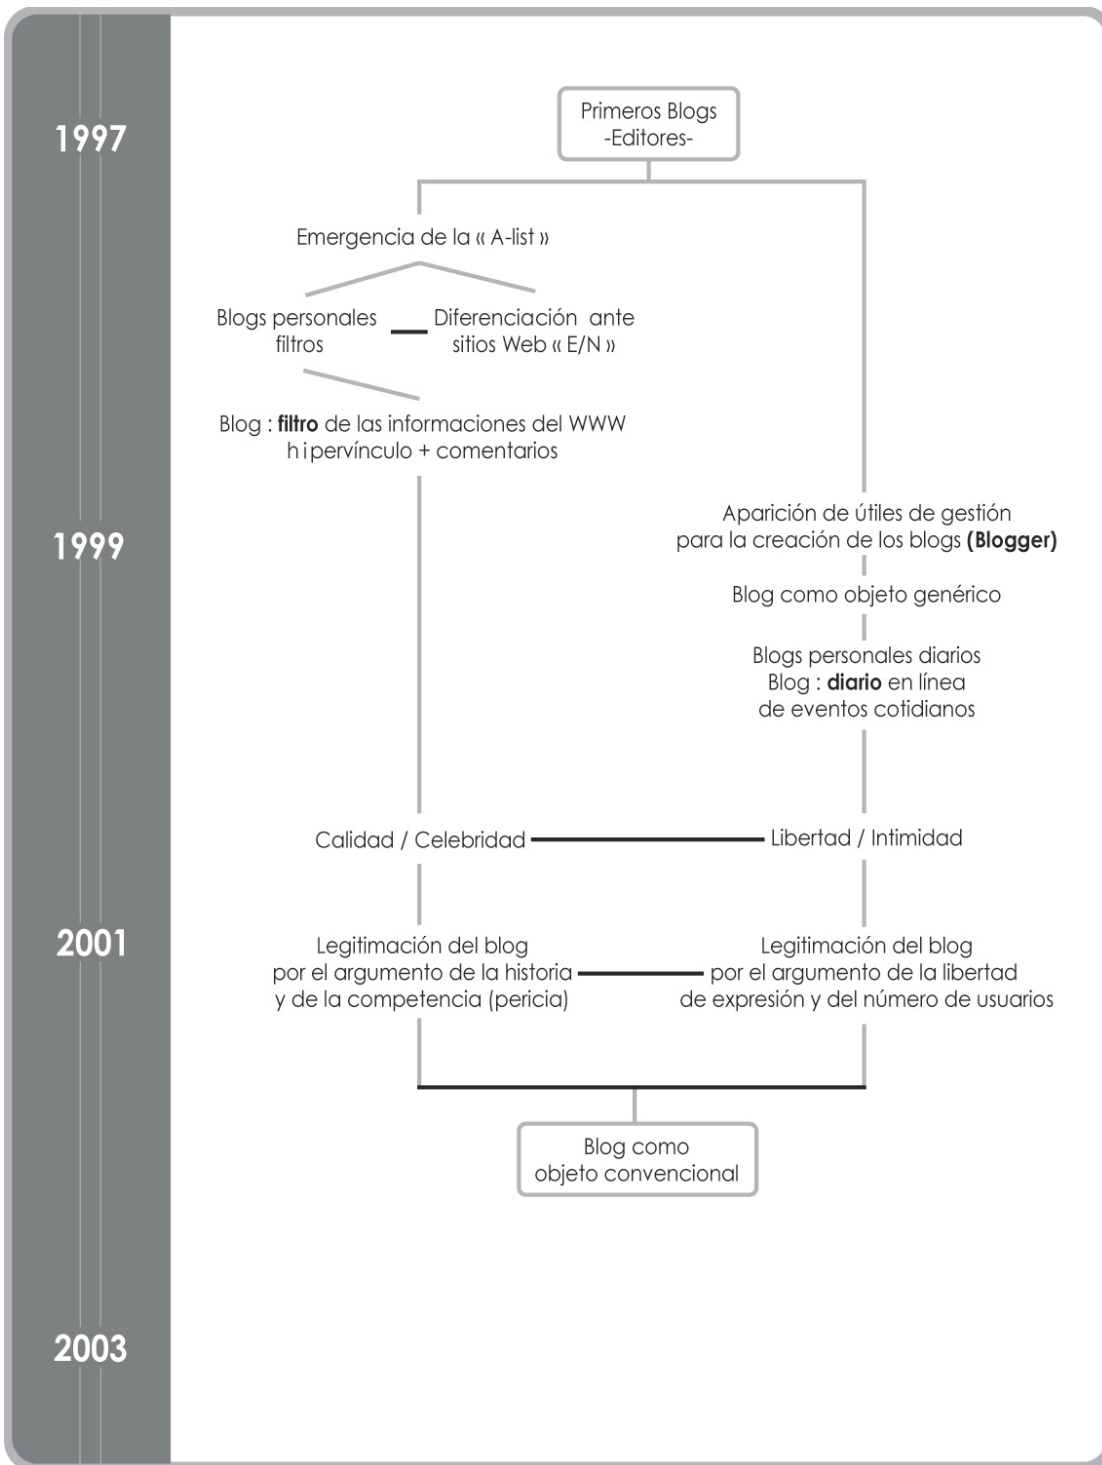 1997
Primeros Blogs
-Editores-
Emergencia de la « A-list »
Blogs personales
filtros
Diferenciación ante
sitios Web « E/N »
Blog : filtro de las informaciones del WWW
hipervínculo + comentarios
1999
Aparición de útiles de gestión
para la creación de los blogs (Blogger)
Blog como objeto genérico
Blogs personales diarios
Blog : diario en línea
de eventos cotidianos
Calidad / Celebridad
Libertad / Intimidad
2001
Legitimación del blog
por el argumento de la historia
y de la competencia (pericia)
Legitimación del blog
por el argumento de la libertad
de expresión y del número de usuarios
Blog como
objeto convencional
2003